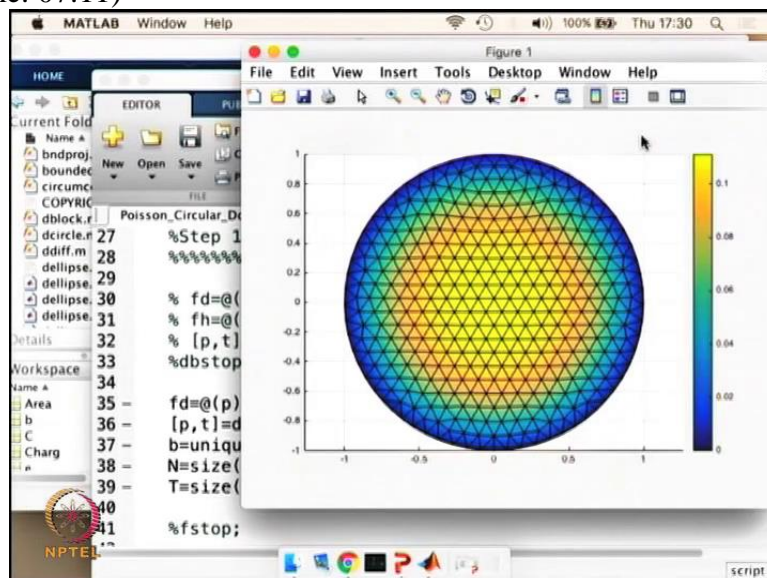 MATLAB Window Help 100% Thu 17:30
Figure 1
File Edit View Insert Tools Desktop Window Help
HOME
EDITOR
New Open Save
FILE
Current Fold
Name
bndproj.
bounded
circumc
COPYRIG
dblock.r
dcircle.n
ddiff.m
dellipse.
dellipse.
dellipse.
dellipse.
Details
Workspace
Name
Area
b
C
Charg
Poisson_Circular_Do
27 %Step 1
28 %%%%%%%
29
30 % fd=@(
31 % fh=@(
32 % [p,t]
33 %dbstop
34
35 – fd=@(p)
36 – [p,t]=d
37 – b=uniqu
38 – N=size(
39 – T=size(
40
41 %fstop;
1
0.8
0.6
0.4
0.2
0
-0.2
-0.4
-0.6
-0.8
-1
-1 -0.5 0 0.5 1
0.1
0.08
0.06
0.04
0.02
0
NPTEL
script